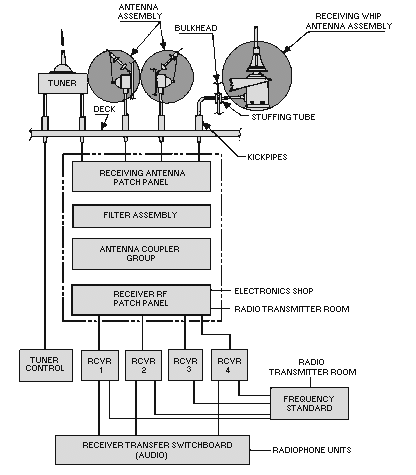 ANTENNA
ASSEMBLY
RECEIVING WHIP
ANTENNA ASSEMBLY
BULKHEAD
TUNER
DECK
STUFFING TUBE
KICKPIPES
RECEIVING ANTENNA
PATCH PANEL
FILTER ASSEMBLY
ANTENNA COUPLER
GROUP
RECEIVER RF
PATCH PANEL
ELECTRONICS SHOP
RADIO TRANSMITTER ROOM
TUNER
CONTROL
RCVR
1
RCVR
2
RCVR
3
RCVR
4
RADIO
TRANSMITTER ROOM
FREQUENCY
STANDARD
RECEIVER TRANSFER SWITCHBOARD
(AUDIO)
RADIOPHONE UNITS